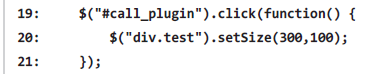 19: $("#call_plugin").click(function() {
20: $("div.test").setSize(300,100);
21: });